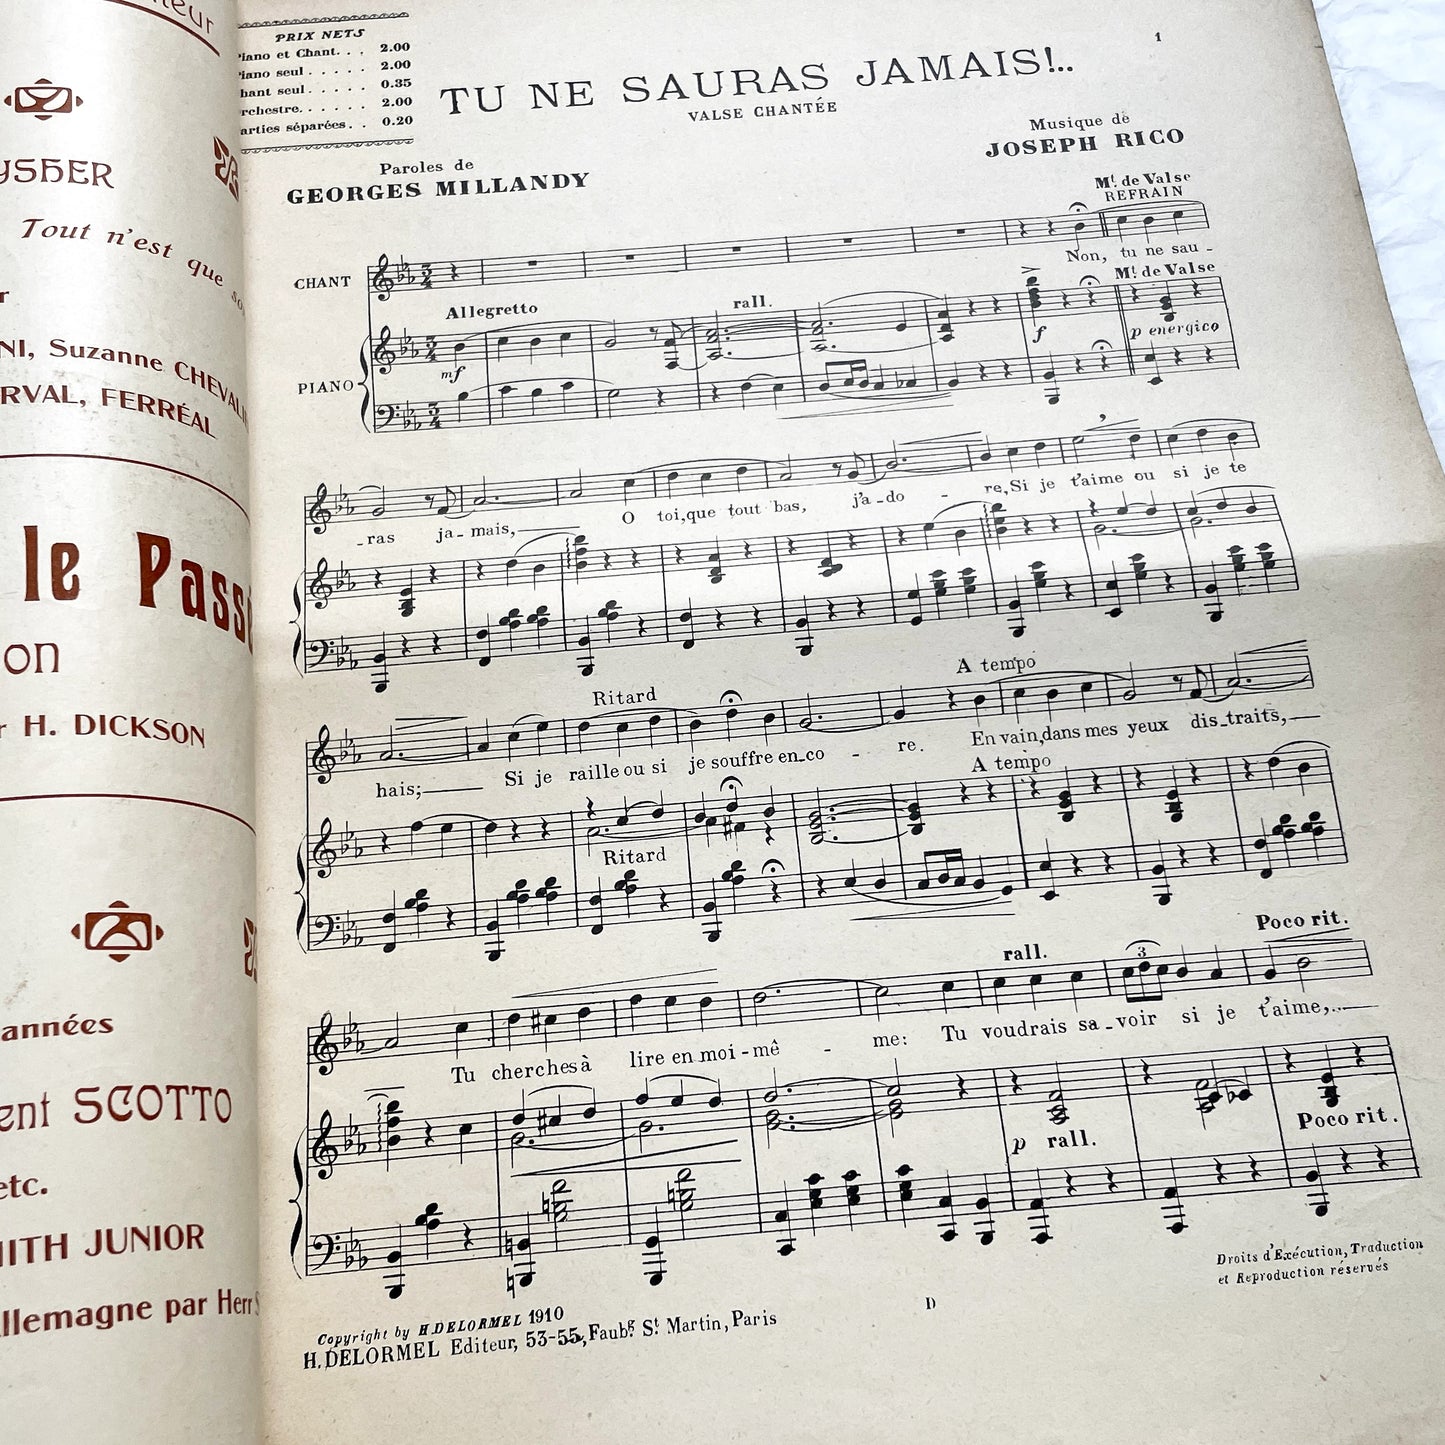 Tout n'est que
NI, Suzanne
RVAL, FERRÉAL
le
on
H. DICKSON
années
SCOTTO
etc.
JUNIOR
par Herr
1
PRIX NETS
Piano et Chant... 2.00
Piano seul..... 2.00
Chant seul..... 0.35
Orchestre..... 2.00
Parties séparées.. 0.20
TU NE SAURAS JAMAIS!..
VALSE CHANTÉE
Paroles de
GEORGES MILLANDY
Musique de
JOSEPH RICO
Mt. de Valse
REFRAIN
CHANT
Non, tu ne sau-
Allegretto
rall.
Mt. de Valse
PIANO
mf
f
p energico
-ras ja-mais, O toi,que tout bas, j'a-do-re,Si je t'aime ou si je te
A tempo
Ritard
hais; Si je raille ou si je souffre en-co-re. En vain,dans mes yeux dis-traits,
A tempo
Ritard
Poco rit.
rall.
3
Tu cherches à lire en moi-mê-me: Tu voudrais sa-voir si je t'aime,...
p rall.
Poco rit.
Droits d'Exécution, Traduction
et Reproduction réservés
Copyright by H.DELORMEL 1910
D
H.DELORMEL Editeur, 53-55, Faubg St Martin, Paris